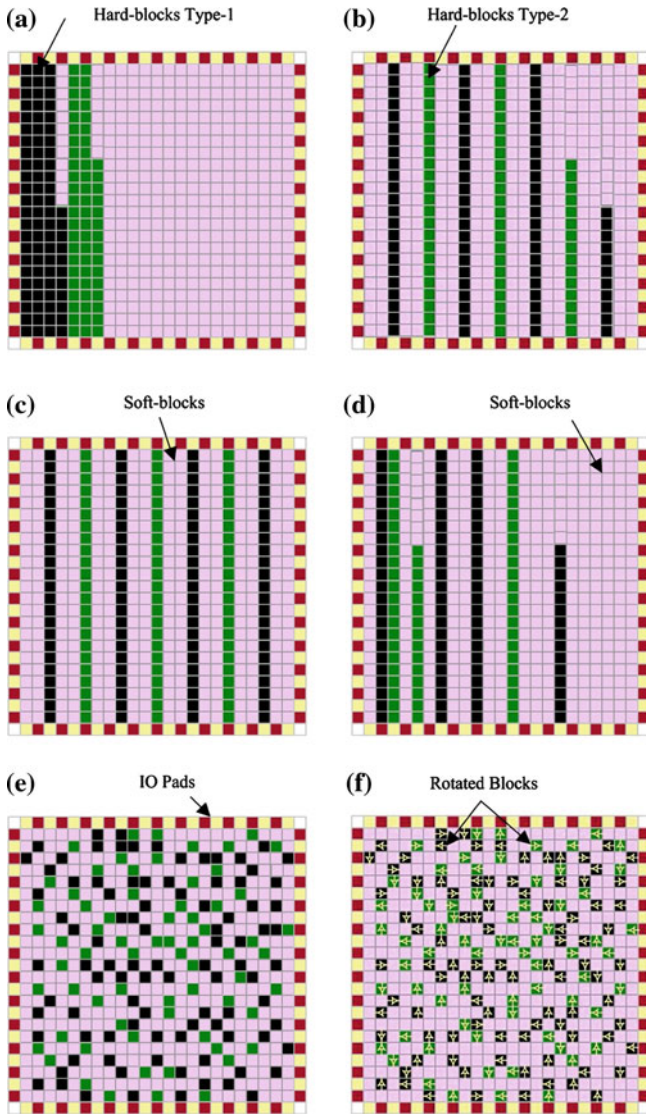 (a) Hard-blocks Type-1
(b) Hard-blocks Type-2
(c) Soft-blocks
(d) Soft-blocks
(e) IO Pads
(f) Rotated Blocks